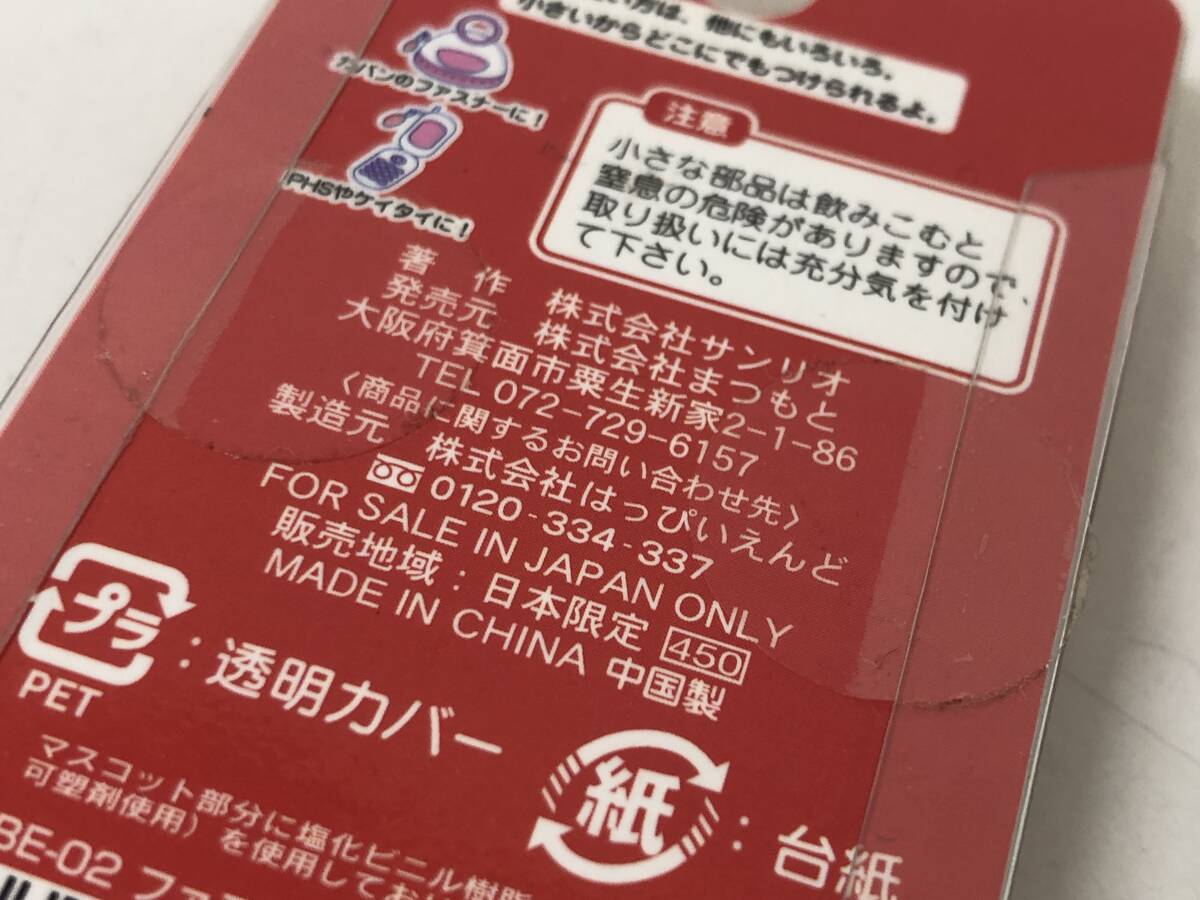 い方は、他にもいろいろ。
小さいからどこにでもつけられるよ。
カバンのファスナーに!
PHSやケイタイに!
注意
小さな部品は飲みこむと
窒息の危険がありますので、
取り扱いには充分気を付け
て下さい。
著 作 株式会社サンリオ
発売元 株式会社まつもと
大阪府箕面市粟生新家2-1-86
TEL 072-729-6157
〈商品に関するお問い合わせ先〉
製造元 株式会社はっぴいえんど
0120-334-337
FOR SALE IN JAPAN ONLY
販売地域:日本限定 450
MADE IN CHINA 中国製
プラ
PET
:透明カバー
紙
:台紙
マスコット部分に塩化ビニル樹脂
可塑剤使用)を使用してお
BE-02 ファ